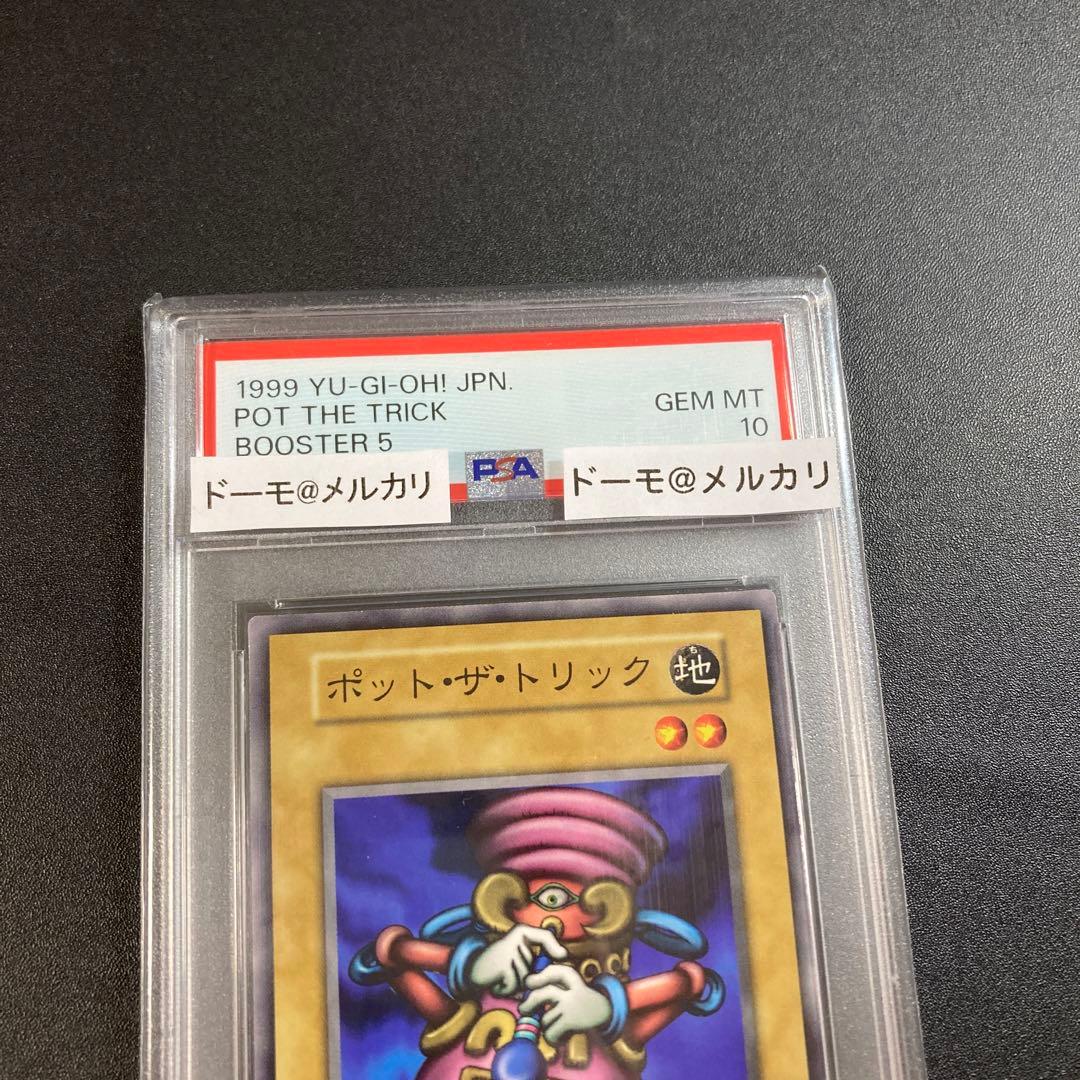 1999 YU-GI-OH! JPN.
POT THE TRICK
BOOSTER 5
GEM MT
10
ドーモ@メルカリ
PSA
ドーモ@メルカリ
ポット・ザ・トリック
ち
地